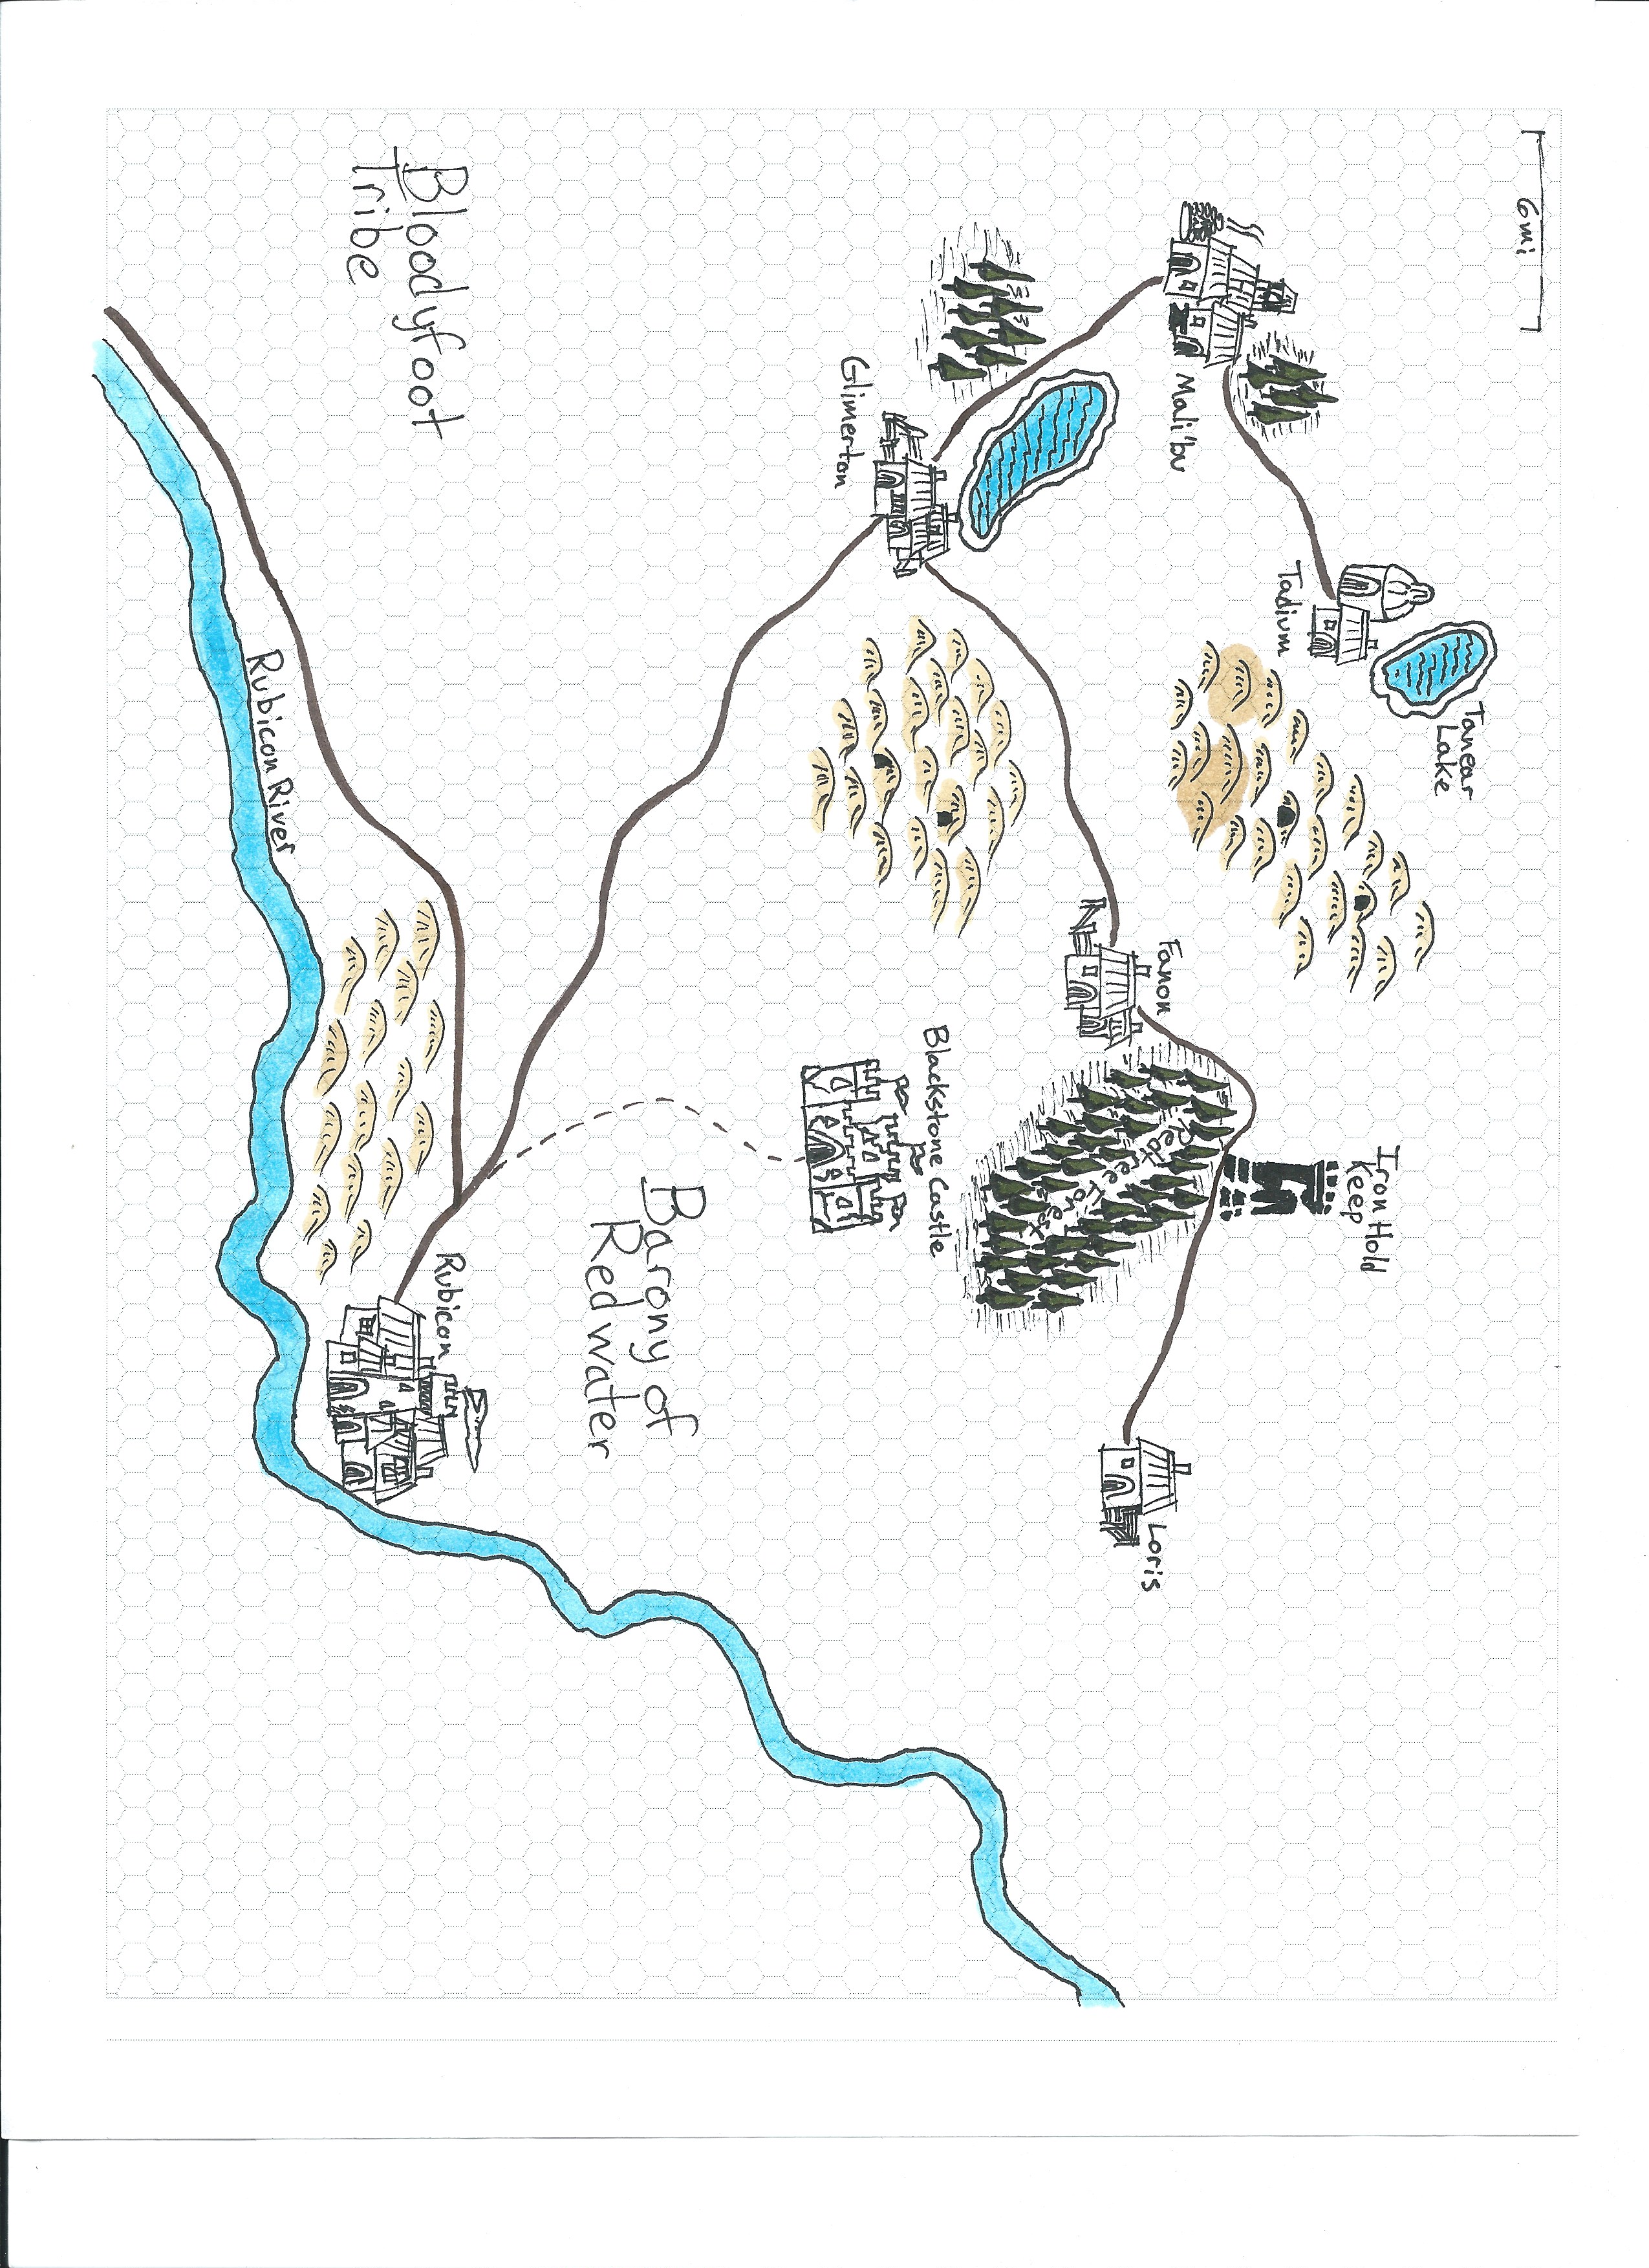 6mi
Tanear
Lake
Iron Hold
Keep
Tadium
Mali'bu
Fanon
Loris
Redtree Forest
Glimerton
Blackstone Castle
Barony of
Redwater
Bloodyfoot
Tribe
Rubicon
Rubicon River